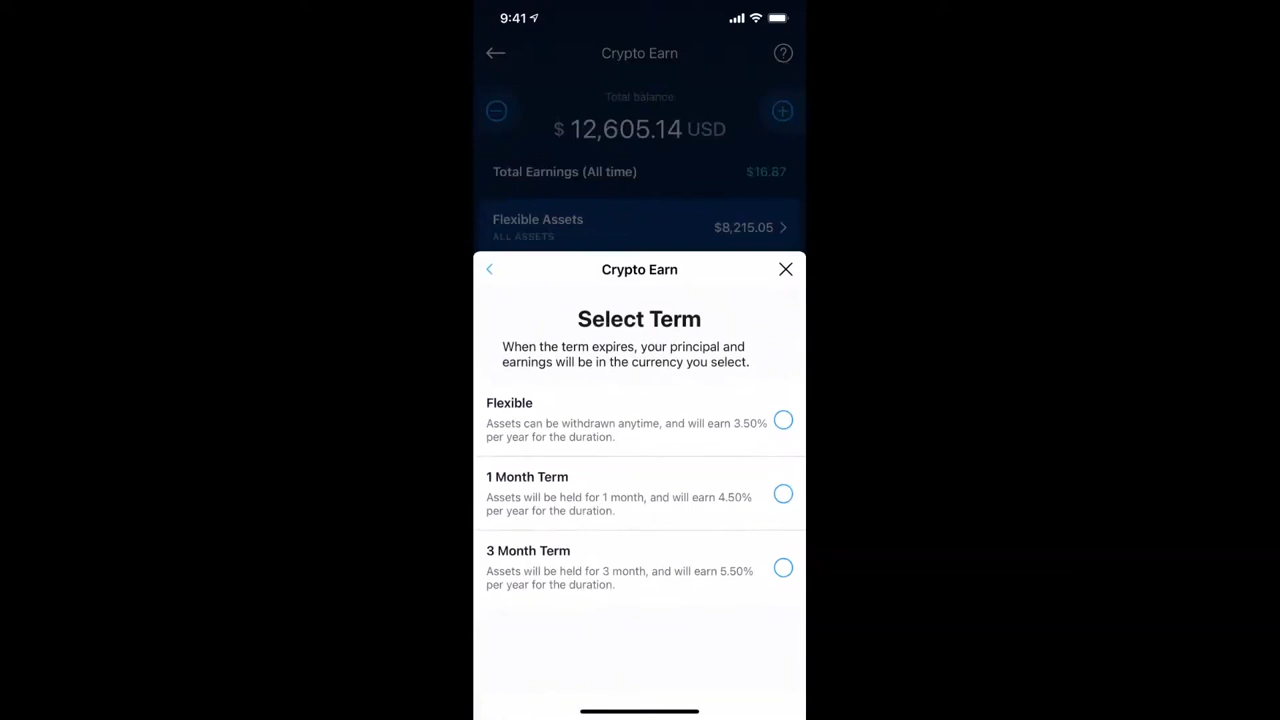 9:41
Crypto Earn
Total balance
$ 12,605.14 USD
Total Earnings (All time) $16.87
Flexible Assets
ALL ASSETS
$8,215.05
Crypto Earn
Select Term
When the term expires, your principal and
earnings will be in the currency you select.
Flexible
Assets can be withdrawn anytime, and will earn 3.50%
per year for the duration.
1 Month Term
Assets will be held for 1 month, and will earn 4.50%
per year for the duration.
3 Month Term
Assets will be held for 3 month, and will earn 5.50%
per year for the duration.